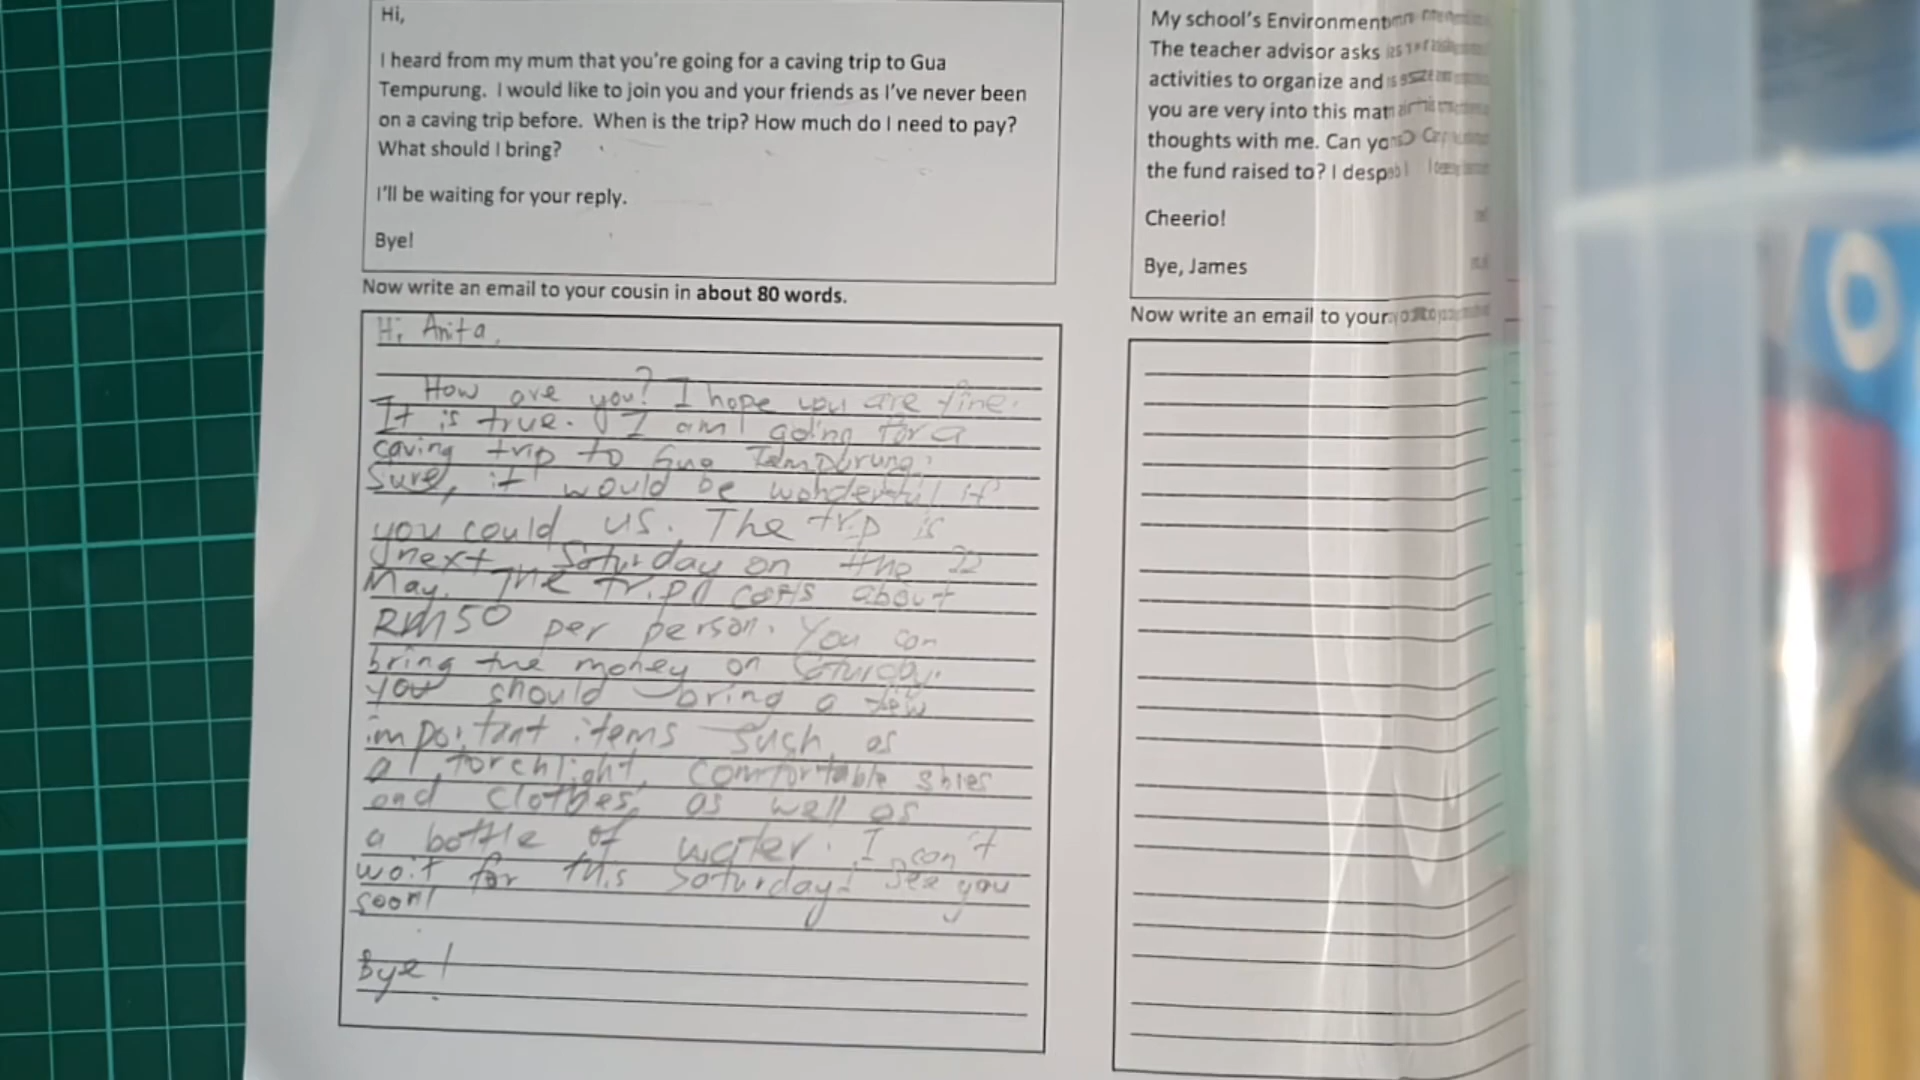 Hi,
I heard from my mum that you're going for a caving trip to Gua
Tempurung. I would like to join you and your friends as I've never been
on a caving trip before. When is the trip? How much do I need to pay?
What should I bring?
I'll be waiting for your reply.
Bye!
Now write an email to your cousin in about 80 words.
Hi, Anita,
How are you? I hope you are fine.
It is true. I am going for a
caving trip to Gua Tempurung.
Sure, it would be wonderful if
you could us. The trip is
next Saturday on the 22
May. The trip costs about
RM50 per person. You can
bring the money on Saturday.
You should bring a few
important items such as
a torchlight, comfortable shoes
and clothes, as well as
a bottle of water. I can't
wait for this Saturday! See you
soon!
Bye!
My school's Environment
The teacher advisor asks
activities to organize and
you are very into this
thoughts with me. Can
the fund raised to? I
Cheerio!
Bye, James
Now write an email to your